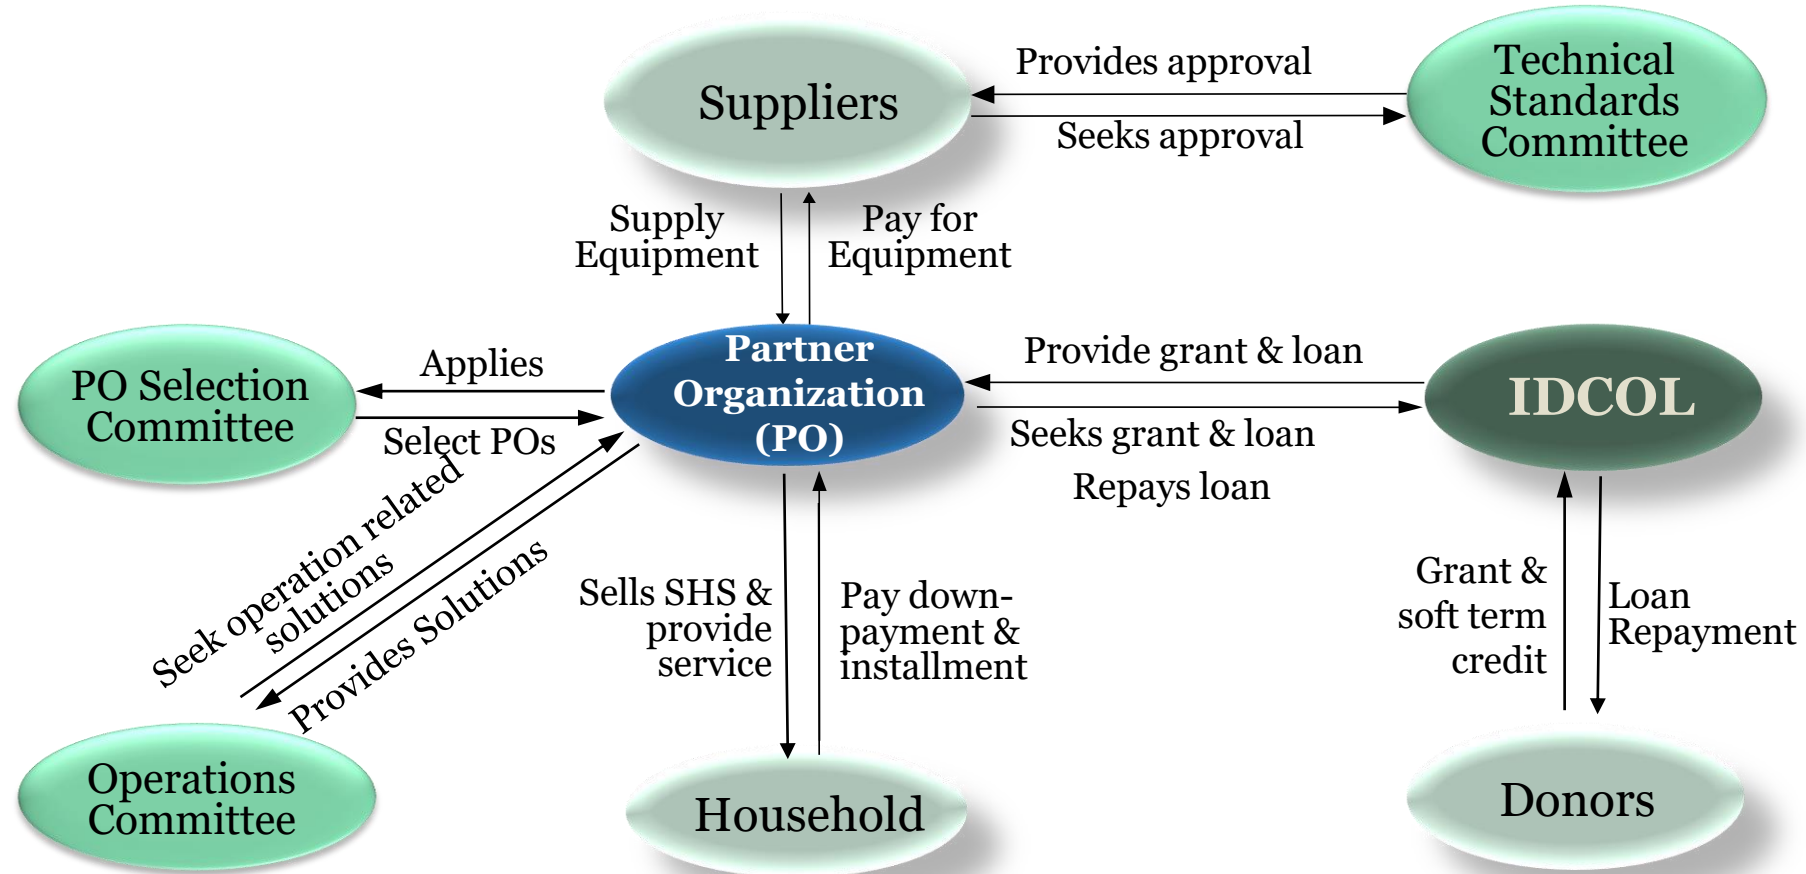 Suppliers
Provides approval
Seeks approval
Technical
Standards
Committee
Supply
Equipment
Pay for
Equipment
PO Selection
Committee
Applies
Select POs
Partner
Organization
(PO)
Provide grant & loan
Seeks grant & loan
Repays loan
IDCOL
Seek operation related
solutions
Provides Solutions
Sells SHS &
provide
service
Pay down-
payment &
installment
Grant &
soft term
credit
Loan
Repayment
Operations
Committee
Household
Donors